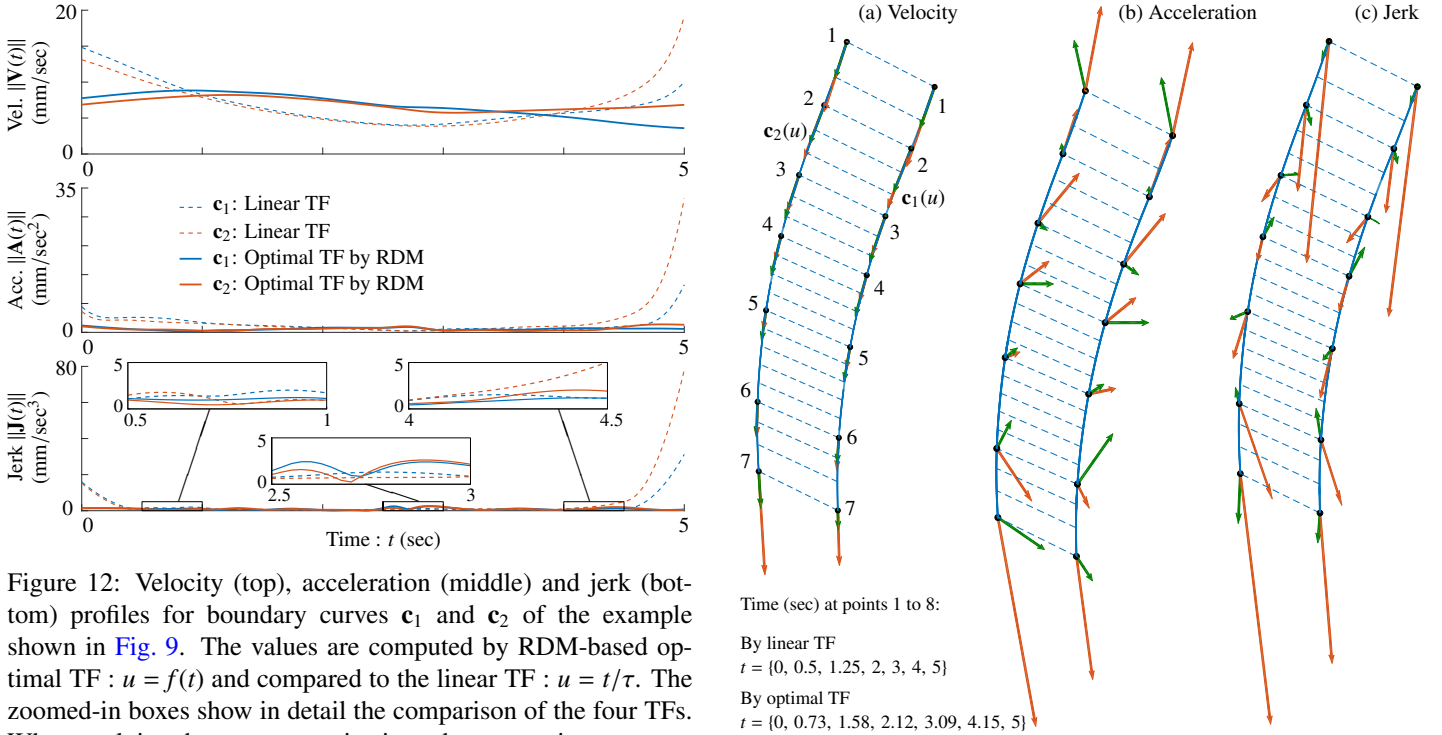 20
0
0
5
Vel. ||V(t)||
(mm/sec)
35
0
0
5
Acc. ||A(t)||
(mm/sec²)
c₁: Linear TF
c₂: Linear TF
c₁: Optimal TF by RDM
c₂: Optimal TF by RDM
80
0
0
5
Jerk ||J(t)||
(mm/sec³)
5
0
0.5
1
5
0
4
4.5
5
0
2.5
3
Time : t (sec)
Figure 12: Velocity (top), acceleration (middle) and jerk (bot-
tom) profiles for boundary curves c₁ and c₂ of the example
shown in Fig. 9. The values are computed by RDM-based op-
timal TF : u = f(t) and compared to the linear TF : u = t/τ. The
zoomed-in boxes show in detail the comparison of the four TFs.
(a) Velocity
(b) Acceleration
(c) Jerk
1
2
c₂(u)
3
4
5
6
7
1
2
c₁(u)
3
4
5
6
7
Time (sec) at points 1 to 8:
By linear TF
t = {0, 0.5, 1.25, 2, 3, 4, 5}
By optimal TF
t = {0, 0.73, 1.58, 2.12, 3.09, 4.15, 5}